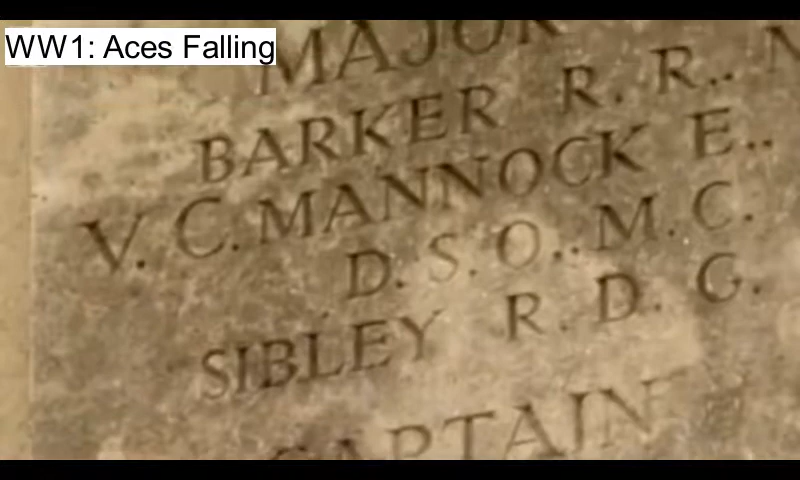 WW1: Aces Falling
MAJOR
BARKER R. R..
V. C. MANNOCK E..
D. S. O.. M. C.
SIBLEY R. D. G.
CAPTAIN